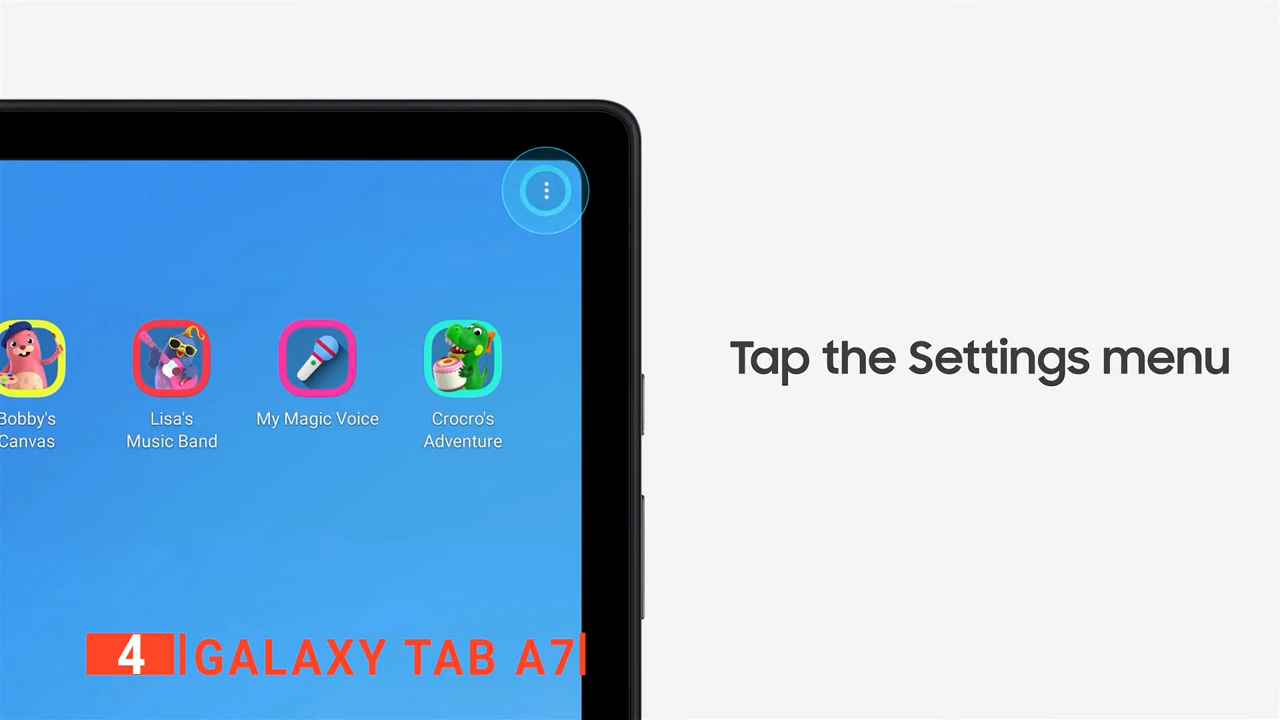 Bobby's
Canvas
Lisa's
Music Band
My Magic Voice
Crocro's
Adventure
Tap the Settings menu
4 GALAXY TAB A7